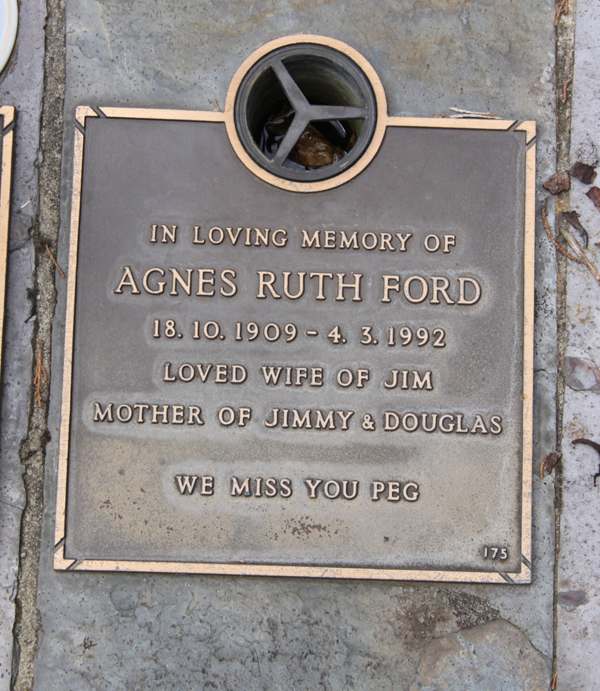 IN LOVING MEMORY OF
AGNES RUTH FORD
18. 10. 1909 - 4. 3. 1992
LOVED WIFE OF JIM
MOTHER OF JIMMY & DOUGLAS
WE MISS YOU PEG
175